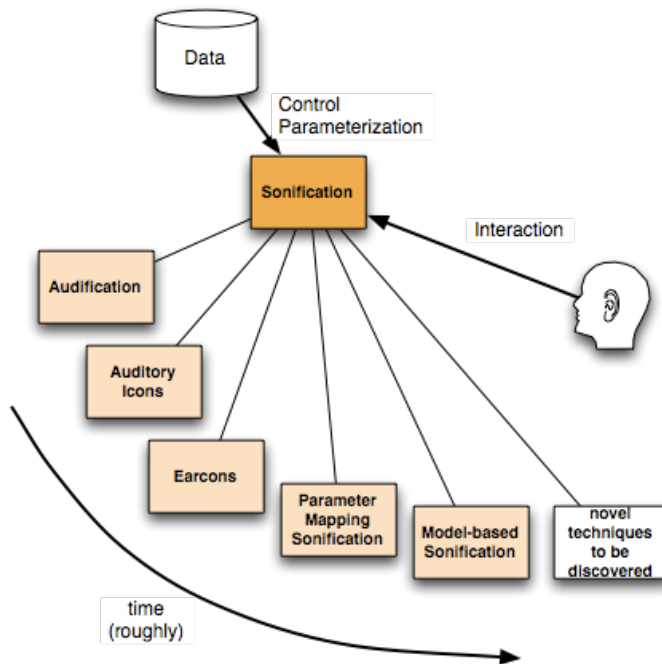 Data
Control
Parameterization
Sonification
Interaction
Audification
Auditory
Icons
Earcons
Parameter
Mapping
Sonification
Model-based
Sonification
novel
techniques
to be
discovered
time
(roughly)